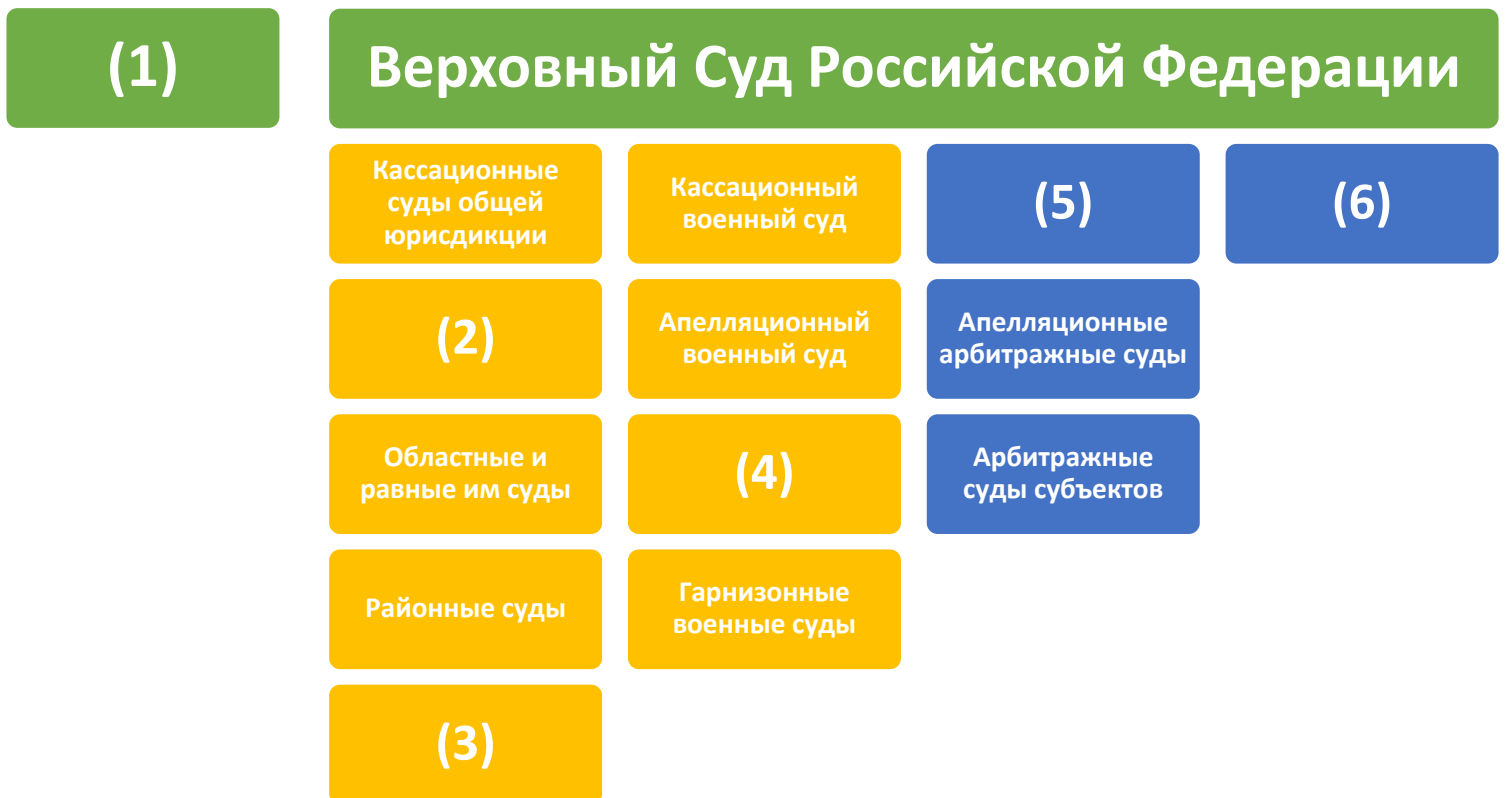 (1)
Верховный Суд Российской Федерации
Кассационные
суды общей
юрисдикции
Кассационный
военный суд
(5)
(6)
(2)
Апелляционный
военный суд
Апелляционные
арбитражные суды
Областные и
равные им суды
(4)
Арбитражные
суды субъектов
Районные суды
Гарнизонные
военные суды
(3)